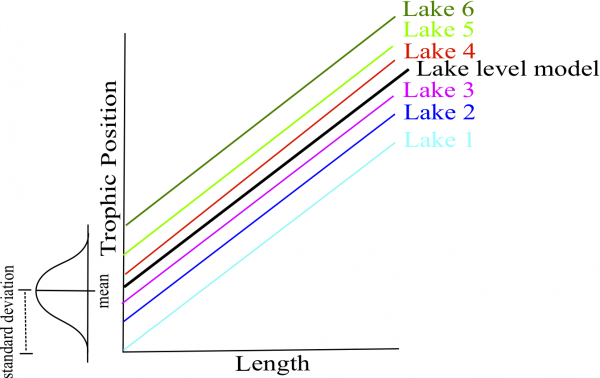 Lake 6
Lake 5
Lake 4
Lake level model
Lake 3
Lake 2
Lake 1
Trophic Position
mean
standard deviation
Length